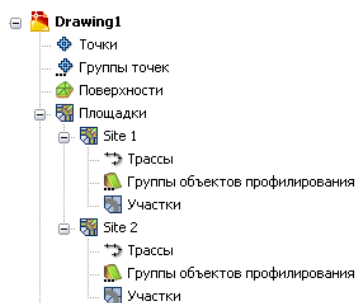 Drawing1
Точки
Группы точек
Поверхности
Площадки
Site 1
Трассы
Группы объектов профилирования
Участки
Site 2
Трассы
Группы объектов профилирования
Участки